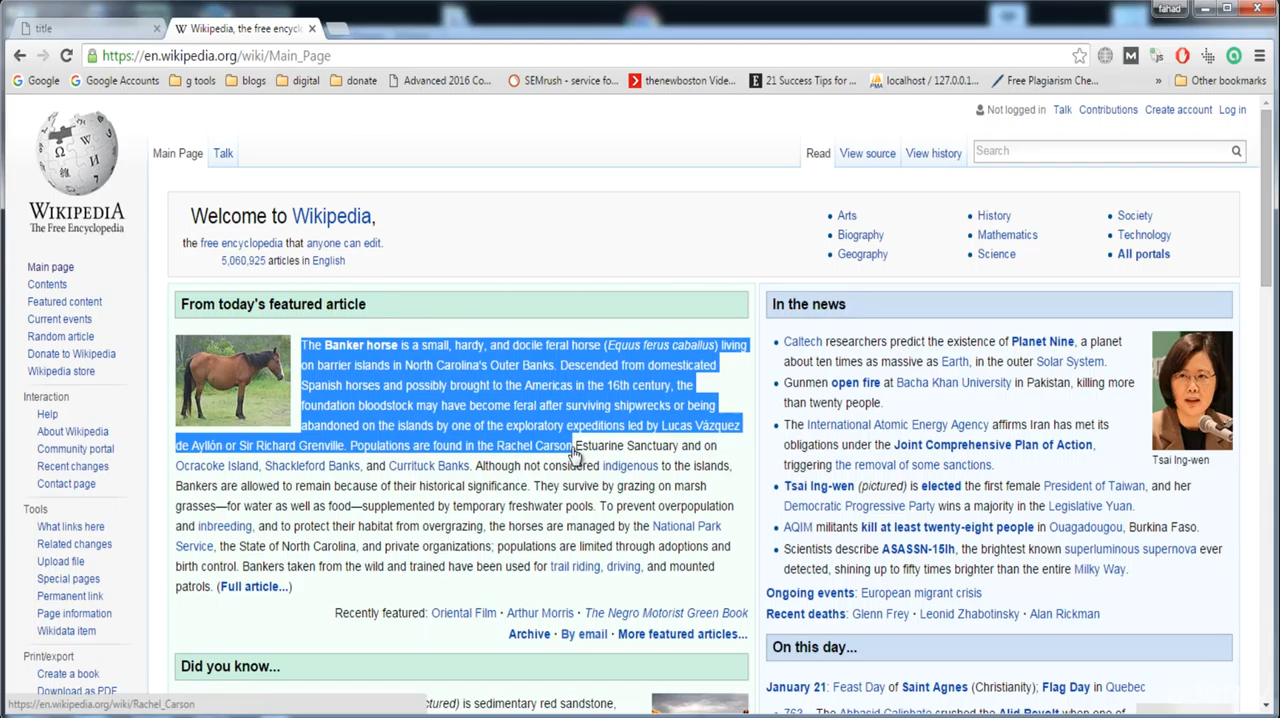 title
Wikipedia, the free encyc
fahad
https://en.wikipedia.org/wiki/Main_Page
M
Google
Google Accounts
g tools
blogs
digital
donate
Advanced 2016 Co...
SEMrush - service fo...
thenewboston Vide...
21 Success Tips for ...
localhost / 127.0.0.1...
Free Plagiarism Che...
»
Other bookmarks
WIKIPEDIA
The Free Encyclopedia
Not logged in Talk Contributions Create account Log in
Main Page Talk
Read View source View history
Search
Welcome to Wikipedia,
the free encyclopedia that anyone can edit.
5,060,925 articles in English
Arts
Biography
Geography
History
Mathematics
Science
Society
Technology
All portals
Main page
Contents
Featured content
Current events
Random article
Donate to Wikipedia
Wikipedia store
Interaction
Help
About Wikipedia
Community portal
Recent changes
Contact page
Tools
What links here
Related changes
Upload file
Special pages
Permanent link
Page information
Wikidata item
Print/export
Create a book
Download as PDF
From today's featured article
The Banker horse is a small, hardy, and docile feral horse (Equus ferus caballus) living
on barrier islands in North Carolina's Outer Banks. Descended from domesticated
Spanish horses and possibly brought to the Americas in the 16th century, the
foundation bloodstock may have become feral after surviving shipwrecks or being
abandoned on the islands by one of the exploratory expeditions led by Lucas Vázquez
de Ayllón or Sir Richard Grenville. Populations are found in the Rachel Carson Estuarine Sanctuary and on
Ocracoke Island, Shackleford Banks, and Currituck Banks. Although not considered indigenous to the islands,
Bankers are allowed to remain because of their historical significance. They survive by grazing on marsh
grasses—for water as well as food—supplemented by temporary freshwater pools. To prevent overpopulation
and inbreeding, and to protect their habitat from overgrazing, the horses are managed by the National Park
Service, the State of North Carolina, and private organizations; populations are limited through adoptions and
birth control. Bankers taken from the wild and trained have been used for trail riding, driving, and mounted
patrols. (Full article...)
Recently featured: Oriental Film · Arthur Morris · The Negro Motorist Green Book
Archive · By email · More featured articles...
Did you know...
ctured) is sedimentary red sandstone,
In the news
Caltech researchers predict the existence of Planet Nine, a
planet about ten times as massive as Earth, in the outer Solar System.
Gunmen open fire at Bacha Khan University in Pakistan, killing more
than twenty people.
The International Atomic Energy Agency affirms Iran has met its
obligations under the Joint Comprehensive Plan of Action,
triggering the removal of some sanctions.
Tsai Ing-wen (pictured) is elected the first female President of Taiwan, and her
Democratic Progressive Party wins a majority in the Legislative Yuan.
AQIM militants kill at least twenty-eight people in Ouagadougou, Burkina Faso.
Scientists describe ASASSN-15lh, the brightest known superluminous supernova ever
detected, shining up to fifty times brighter than the entire Milky Way.
Tsai Ing-wen
Ongoing events: European migrant crisis
Recent deaths: Glenn Frey · Leonid Zhabotinsky · Alan Rickman
On this day...
January 21: Feast Day of Saint Agnes (Christianity); Flag Day in Quebec
763 – The Abbasid Caliphate crushed the Alid Revolt when one of
https://en.wikipedia.org/wiki/Rachel_Carson